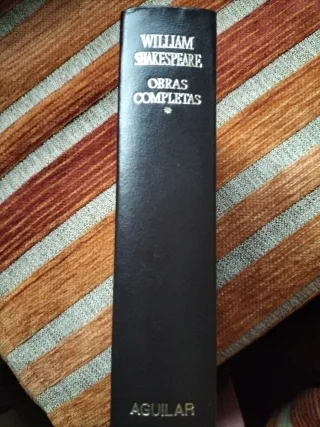 WILLIAM
SHAKESPEARE
OBRAS
COMPLETAS
*
AGUILAR